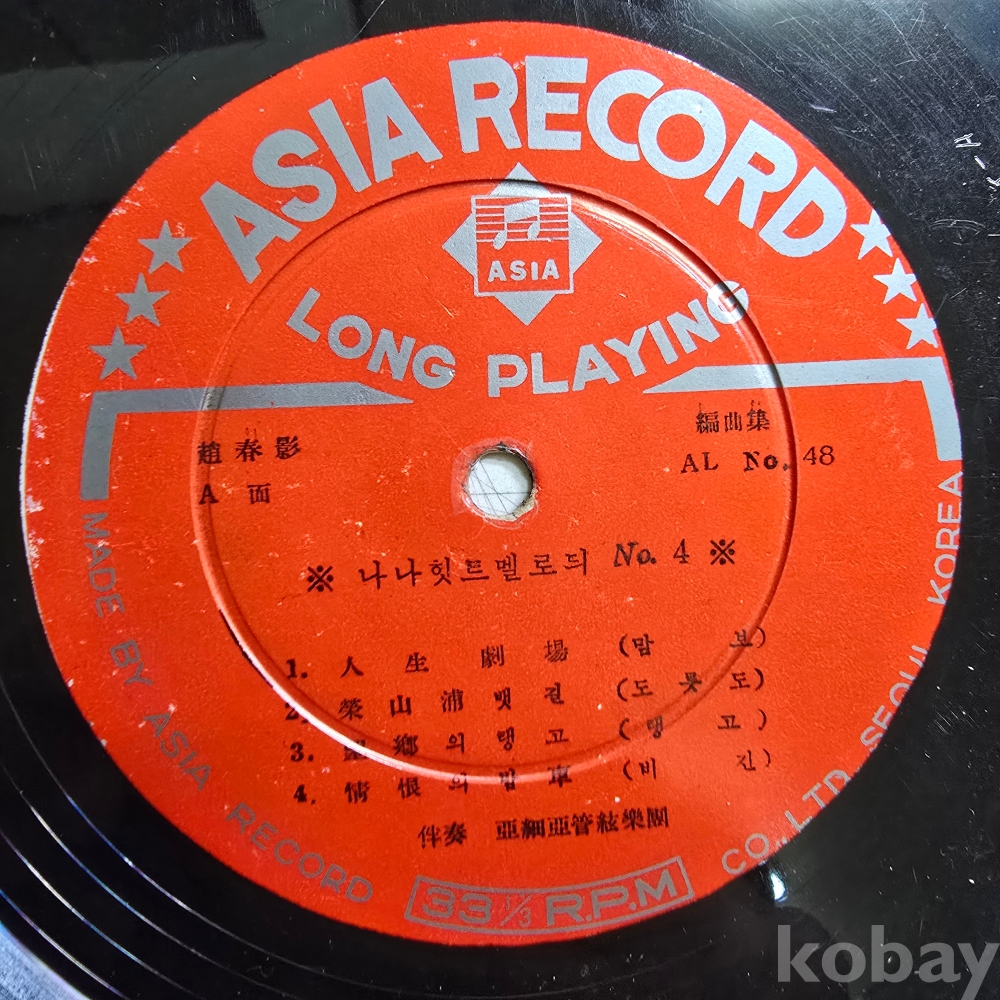 ASIA RECORD
ASIA
LONG PLAYING
趙春影
編曲集
A 面
AL No. 48
※ 나나힛트멜로듸 No. 4 ※
1. 人生劇場 (맘보)
2. 榮山浦뱃길 (도롯도)
3. 鄕의탱고 (탱고)
4. 情恨의밤車 (비긴)
伴奏 亞細亞管絃樂團
MADE BY ASIA RECORD CO., LTD SEOUL KOREA
33 1/3 R.P.M
kobay